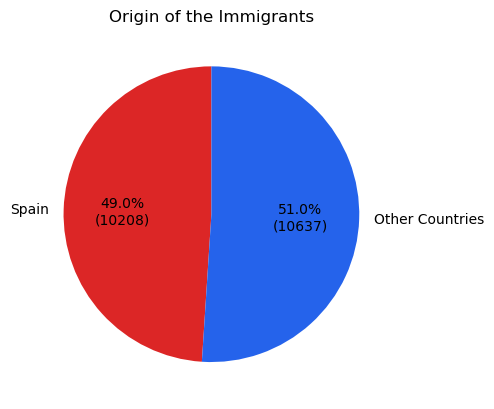 Origin of the Immigrants
Spain
49.0%
(10208)
51.0%
(10637)
Other Countries